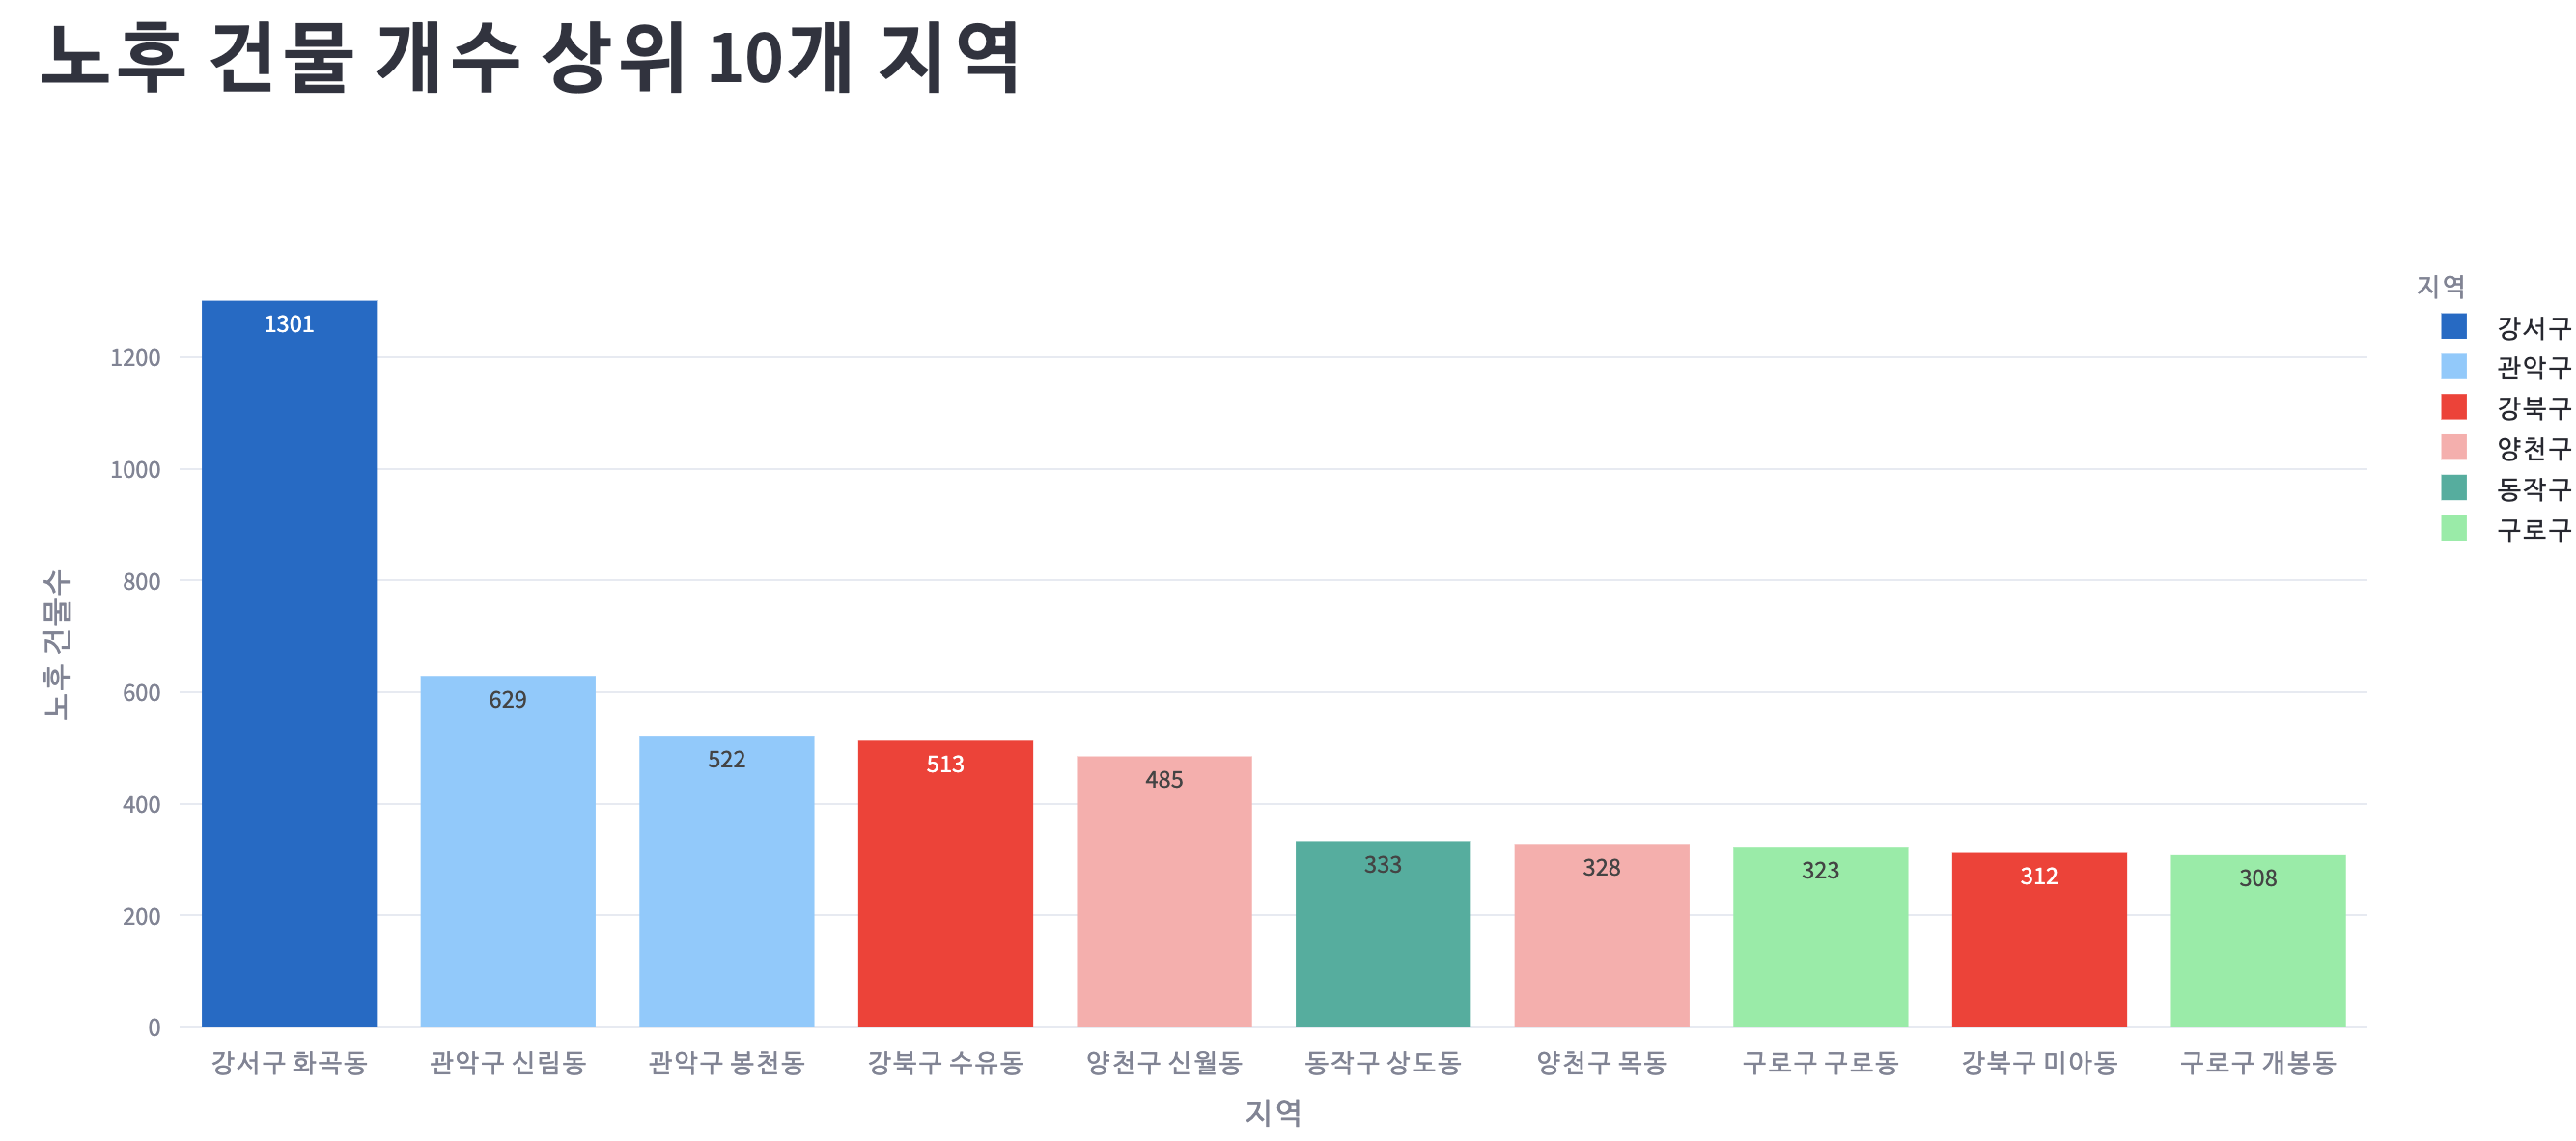 노후 건물 개수 상위 10개 지역
지역
강서구
관악구
강북구
양천구
동작구
구로구
노후 건물수
1200
1000
800
600
400
200
0
1301
629
522
513
485
333
328
323
312
308
강서구 화곡동
관악구 신림동
관악구 봉천동
강북구 수유동
양천구 신월동
동작구 상도동
양천구 목동
구로구 구로동
강북구 미아동
구로구 개봉동
지역